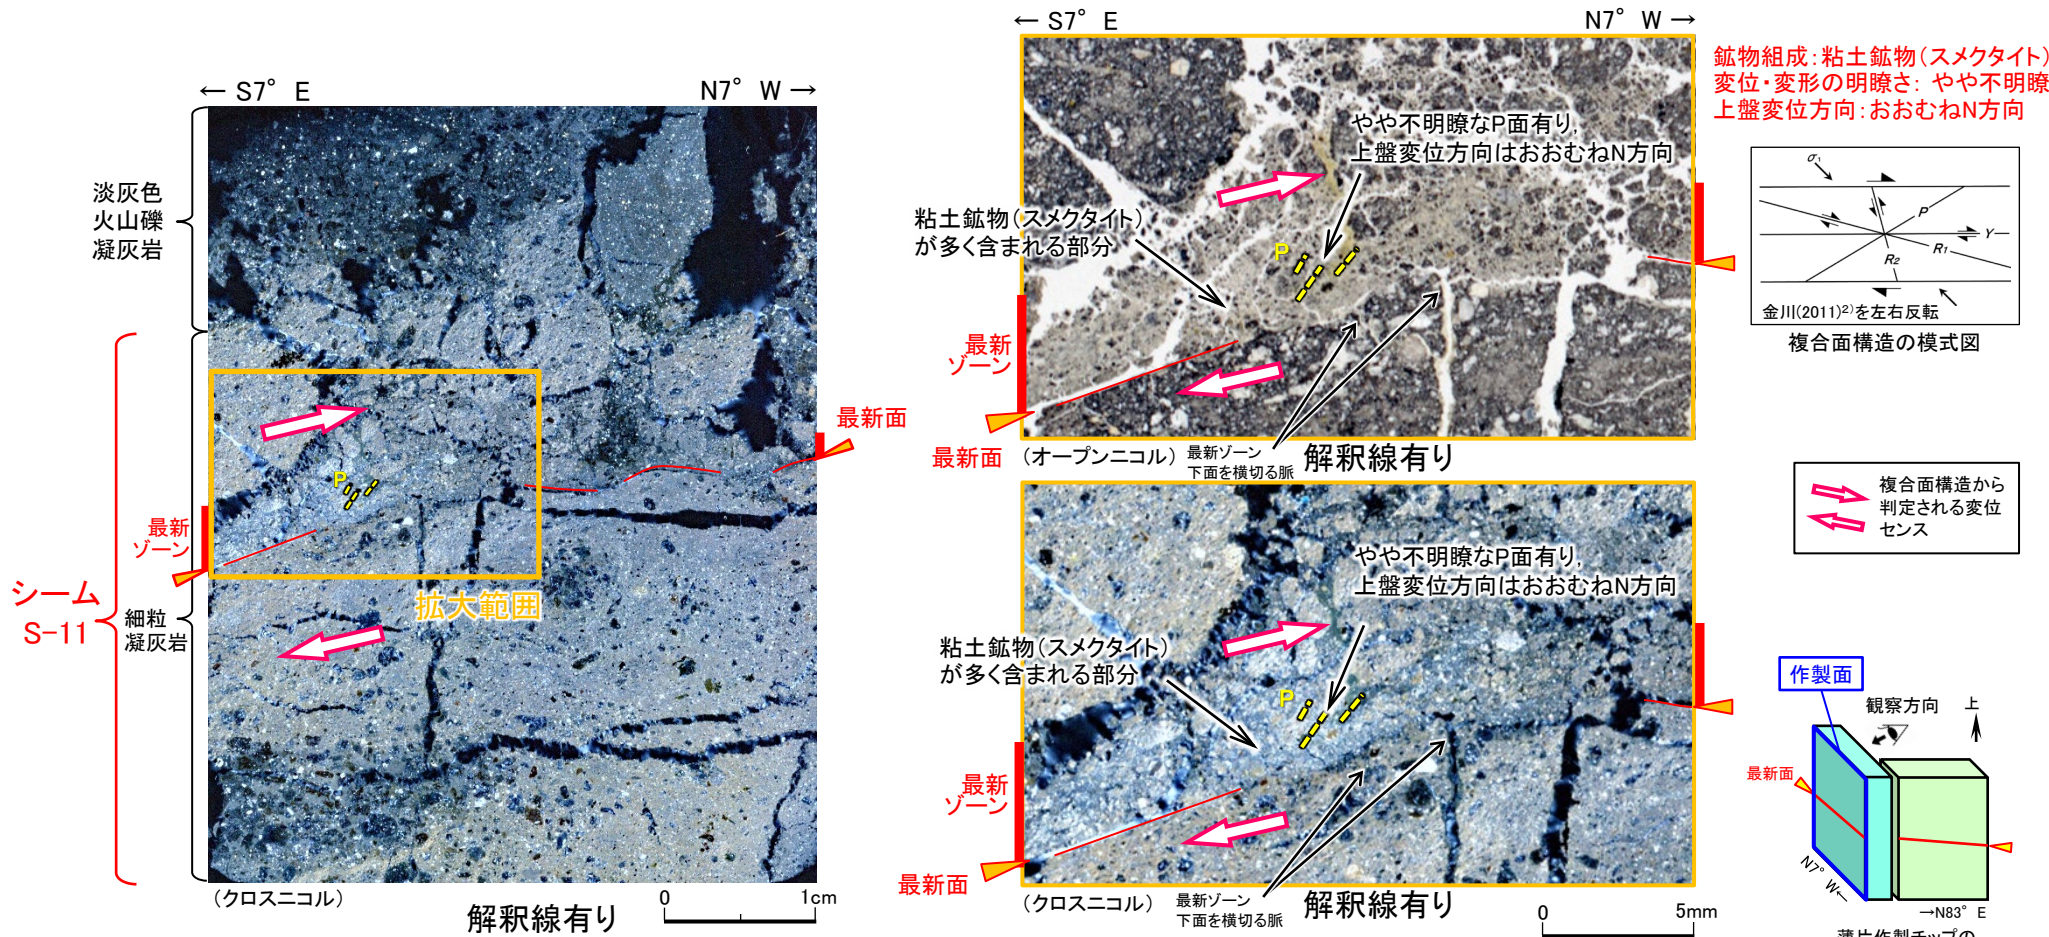 ← S7° E
N7° W →
淡灰色
火山礫
凝灰岩
シーム
S-11
細粒
凝灰岩
最新
ゾーン
最新面
P
拡大範囲
(クロスニコル)
解釈線有り
0
1cm
← S7° E
N7° W →
やや不明瞭なP面有り,
上盤変位方向はおおむねN方向
粘土鉱物(スメクタイト)
が多く含まれる部分
P
最新
ゾーン
最新面
(オープンニコル)
最新ゾーン
下面を横切る脈
解釈線有り
やや不明瞭なP面有り,
上盤変位方向はおおむねN方向
粘土鉱物(スメクタイト)
が多く含まれる部分
P
最新
ゾーン
最新面
(クロスニコル)
最新ゾーン
下面を横切る脈
解釈線有り
0
5mm
鉱物組成:粘土鉱物(スメクタイト)
変位・変形の明瞭さ: やや不明瞭
上盤変位方向:おおむねN方向
σ1
P
Y
R1
R2
金川(2011)2)を左右反転
複合面構造の模式図
複合面構造から
判定される変位
センス
作製面
観察方向
上
最新面
N7° W←
→N83° E
薄片作製チップの